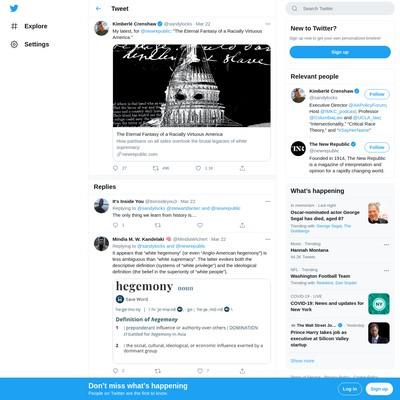 Explore
Settings
Tweet
Kimberlé Crenshaw @sandylocks · Mar 22
My latest, for @newrepublic: "The Eternal Fantasy of a Racially Virtuous
America."
The Eternal Fantasy of a Racially Virtuous America
How partisans on all sides overlook the brutal legacies of white
supremacy
newrepublic.com
27
496
1.1K
Replies
It's Inside You · Mar 22
Replying to @sandylocks @stewardanter and @newrepublic
The only thing we learn from history is....
1
Mindia M. W. Kandelaki · Mar 22
Replying to @sandylocks and @newrepublic
It appears that "white hegemony" (or even "Anglo-American hegemony") is
less ambiguous than "white supremacy". The latter evokes both the
descriptive definition (systems of "white privilege") and the ideological
definition (the belief in the superiority of "white people").
hegemony noun
Save Word
Definition of hegemony
1 : preponderant influence or authority over others : DOMINATION
// battled for hegemony in Asia
2 : the social, cultural, ideological, or economic influence exerted by a
dominant group
7
Search Twitter
New to Twitter?
Sign up now to get your own personalized timeline!
Sign up
Relevant people
Kimberlé Crenshaw
@sandylocks
Follow
Executive Director @AAPolicyForum,
Host @IMKC_podcast, Professor
@ColumbiaLaw and @UCLA_law;
"Intersectionality," "Critical Race
Theory," and #SayHerName
The New Republic
@newrepublic
Follow
Founded in 1914, The New Republic
is a magazine of interpretation and
opinion for a rapidly changing world.
What's happening
In memoriam · Last night
Oscar-nominated actor George
Segal has died, aged 87
Trending with George Segal, The
Goldbergs
Music · Trending
Hannah Montana
44.2K Tweets
NFL · Trending
Washington Football Team
Trending with Redskins, Dan Snyder
COVID-19 · LIVE
COVID-19: News and updates for
New York
The Wall Street Jo... · Yesterday
Prince Harry takes job as
executive at Silicon Valley
startup
Show more
Don't miss what's happening
People on Twitter are the first to know.
Log in
Sign up